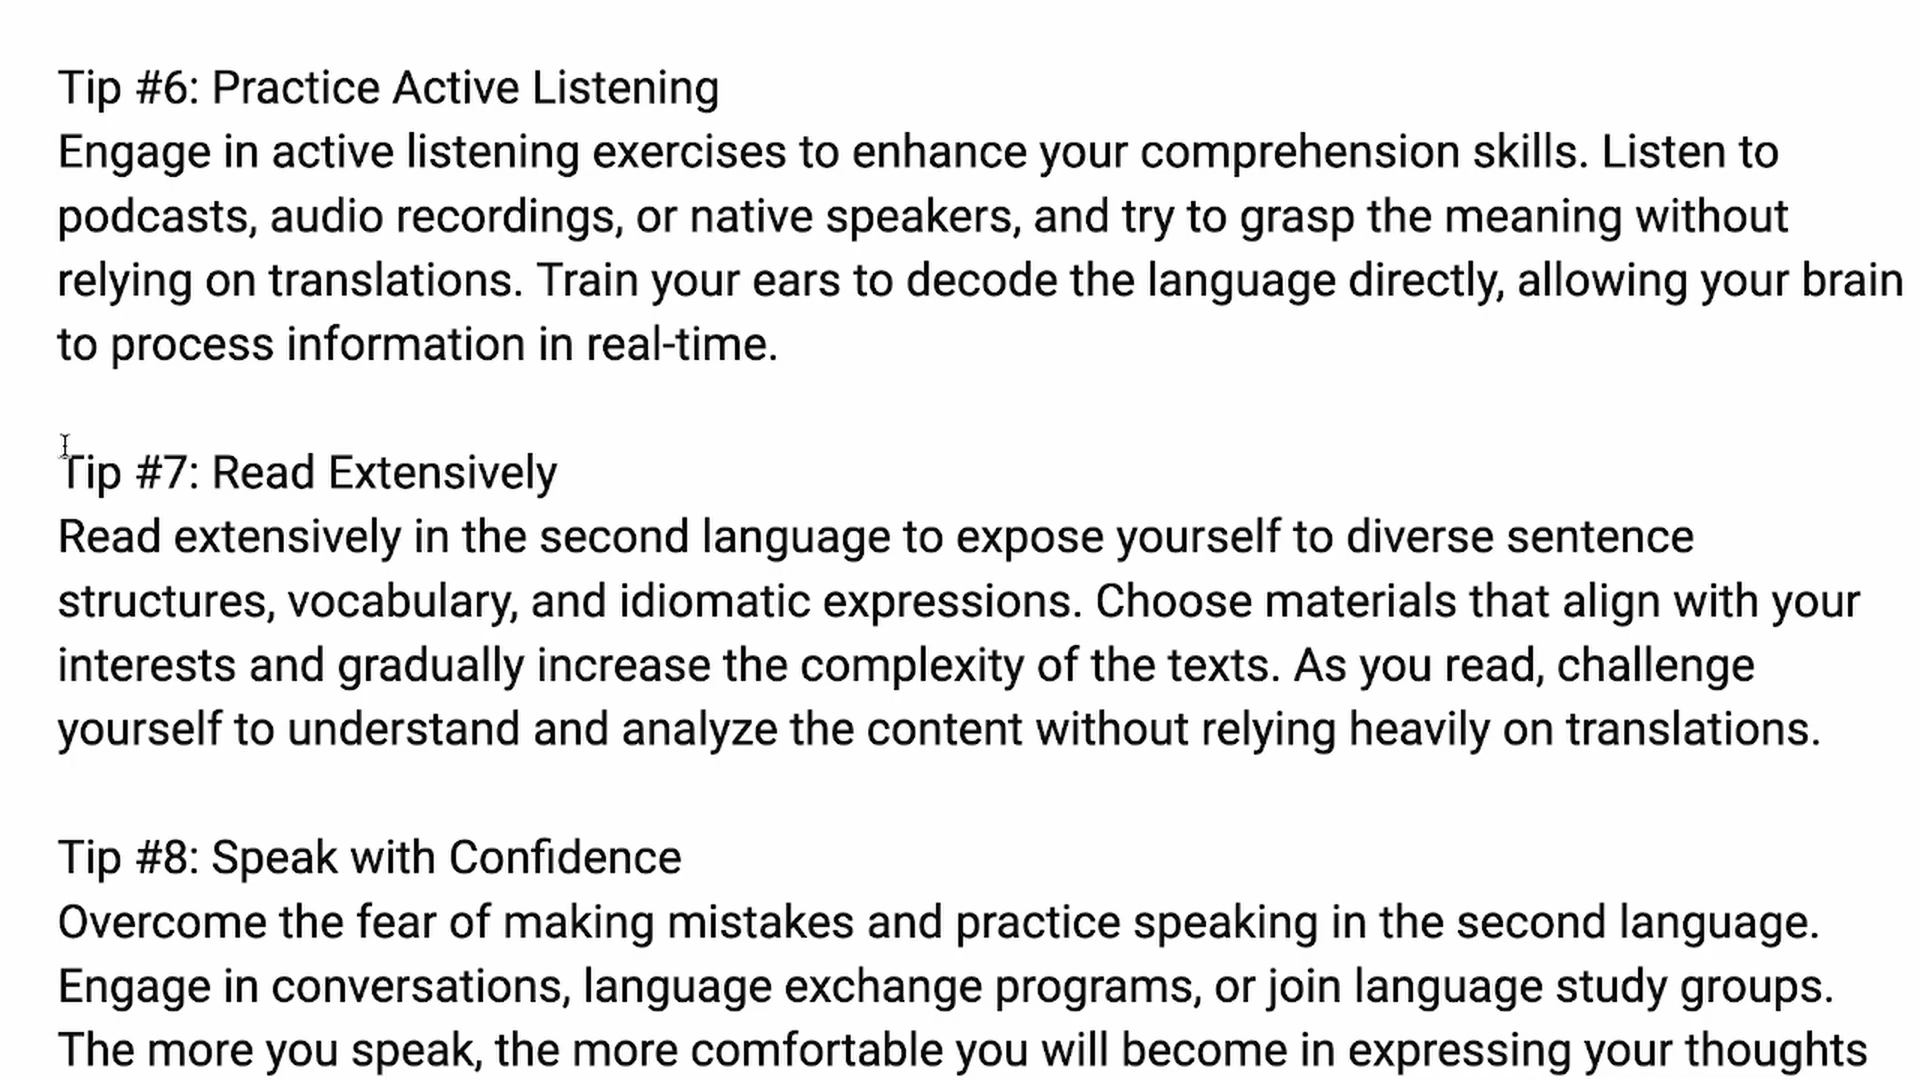 Tip #6: Practice Active Listening
Engage in active listening exercises to enhance your comprehension skills. Listen to
podcasts, audio recordings, or native speakers, and try to grasp the meaning without
relying on translations. Train your ears to decode the language directly, allowing your brain
to process information in real-time.
Tip #7: Read Extensively
Read extensively in the second language to expose yourself to diverse sentence
structures, vocabulary, and idiomatic expressions. Choose materials that align with your
interests and gradually increase the complexity of the texts. As you read, challenge
yourself to understand and analyze the content without relying heavily on translations.
Tip #8: Speak with Confidence
Overcome the fear of making mistakes and practice speaking in the second language.
Engage in conversations, language exchange programs, or join language study groups.
The more you speak, the more comfortable you will become in expressing your thoughts